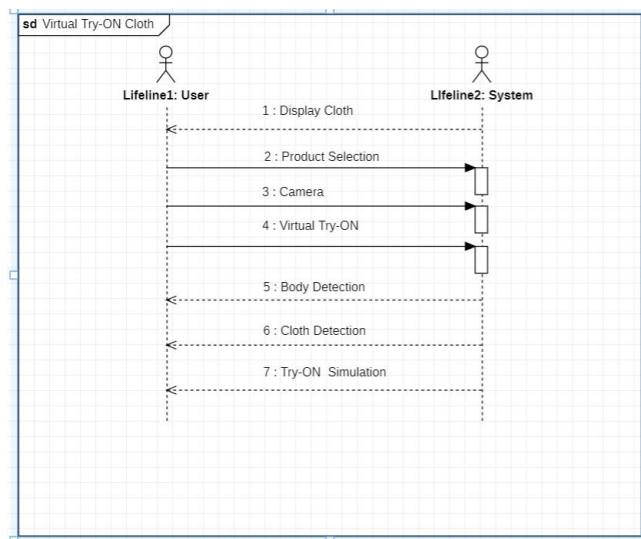 sd Virtual Try-ON Cloth
Lifeline1: User
LIfeline2: System
1 : Display Cloth
2 : Product Selection
3 : Camera
4 : Virtual Try-ON
5 : Body Detection
6 : Cloth Detection
7 : Try-ON Simulation